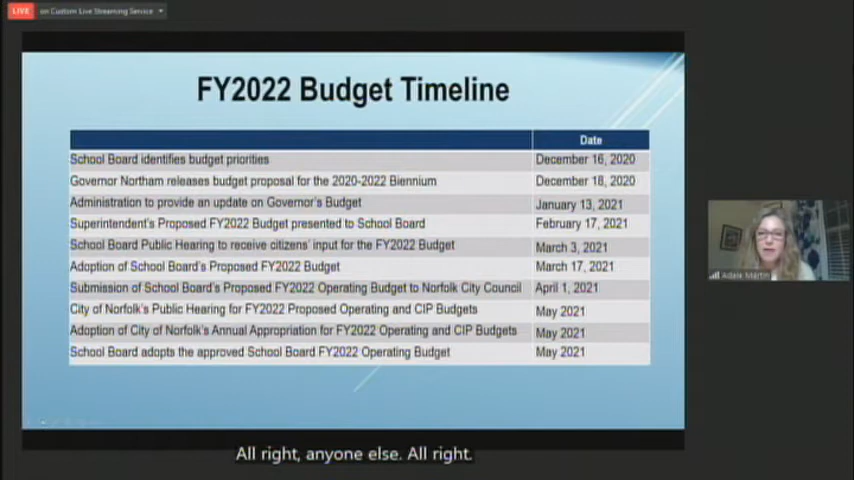 LIVE on Custom Live Streaming Service
FY2022 Budget Timeline
Date
School Board identifies budget priorities December 16, 2020
Governor Northam releases budget proposal for the 2020-2022 Biennium December 18, 2020
Administration to provide an update on Governor's Budget January 13, 2021
Superintendent's Proposed FY2022 Budget presented to School Board February 17, 2021
School Board Public Hearing to receive citizens' input for the FY2022 Budget March 3, 2021
Adoption of School Board's Proposed FY2022 Budget March 17, 2021
Submission of School Board's Proposed FY2022 Operating Budget to Norfolk City Council April 1, 2021
City of Norfolk's Public Hearing for FY2022 Proposed Operating and CIP Budgets May 2021
Adoption of City of Norfolk's Annual Appropriation for FY2022 Operating and CIP Budgets May 2021
School Board adopts the approved School Board FY2022 Operating Budget May 2021
Adale Martin
All right, anyone else. All right.